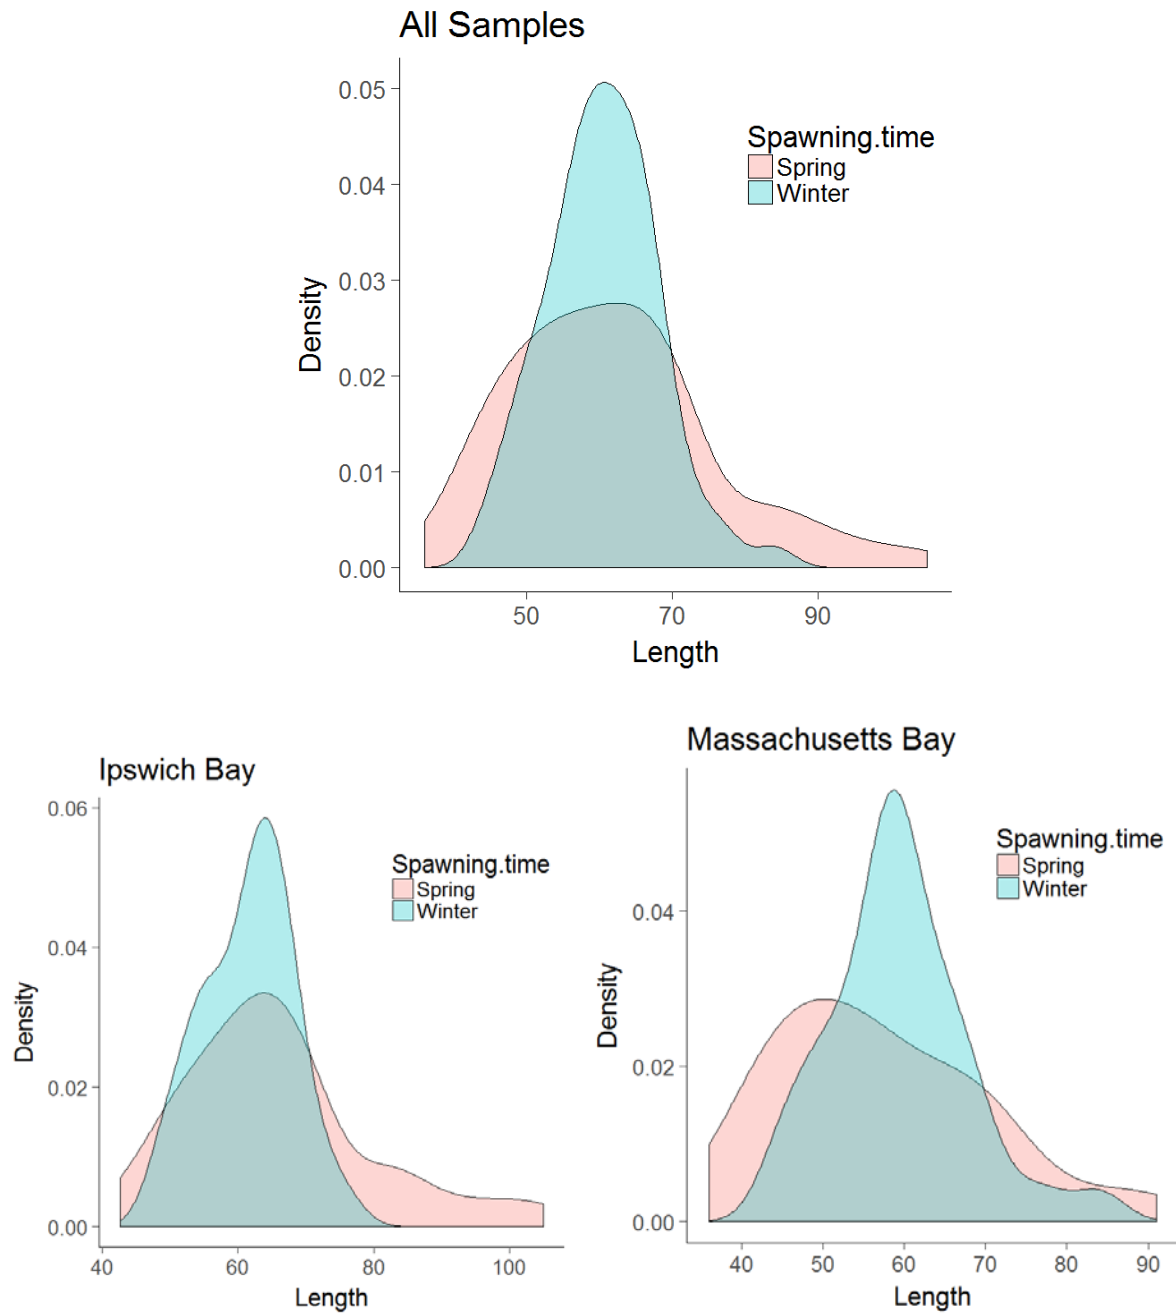 All Samples
0.05
0.04
0.03
0.02
0.01
0.00
Density
50 70 90
Length
Spawning.time
Spring
Winter
Ipswich Bay
0.06
0.04
0.02
0.00
Density
40 60 80 100
Length
Spawning.time
Spring
Winter
Massachusetts Bay
0.04
0.02
0.00
Density
40 50 60 70 80 90
Length
Spawning.time
Spring
Winter